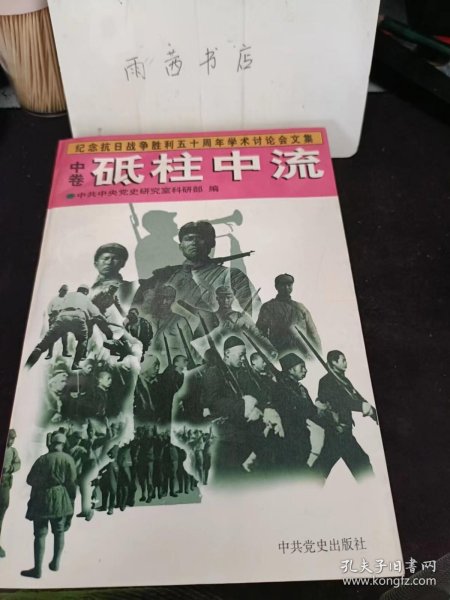 雨茜书店
纪念抗日战争胜利五十周年学术讨论会文集
中卷
砥柱中流
中共中央党史研究室科研部 编
中共党史出版社
孔夫子旧书网
www.kongfz.com